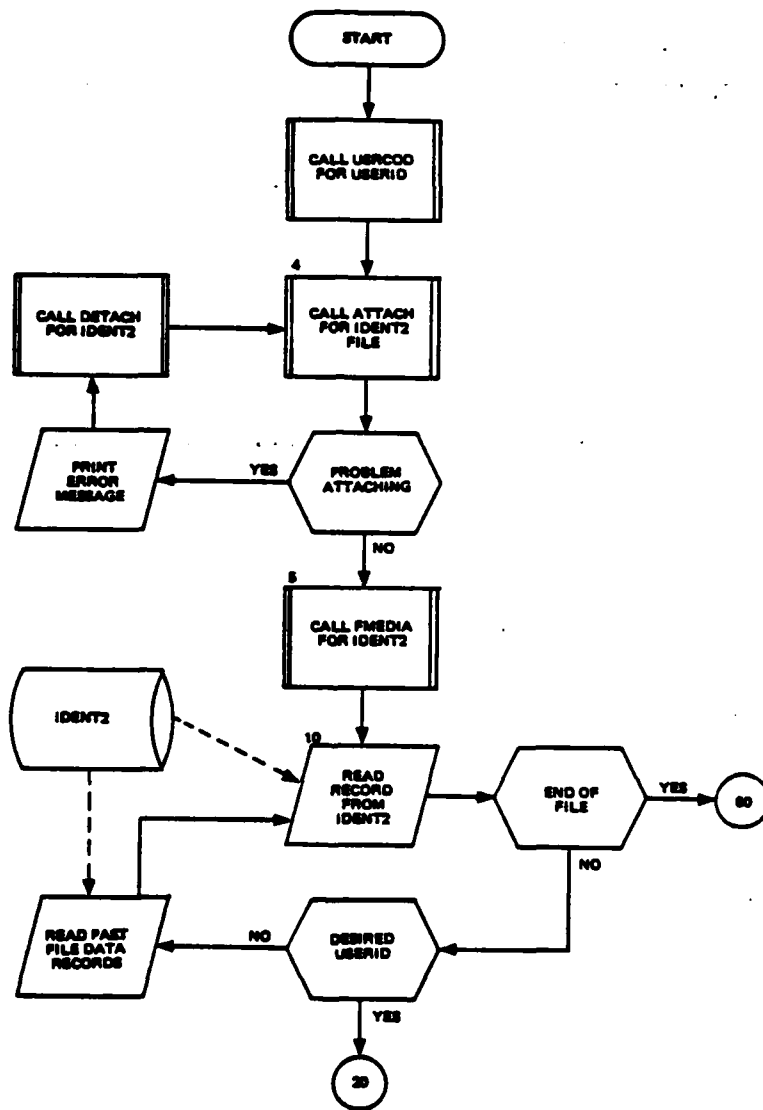 START
CALL USRCOD
FOR USERID
4
CALL DETACH
FOR IDENT2
CALL ATTACH
FOR IDENT2
FILE
PRINT
ERROR
MESSAGE
YES
PROBLEM
ATTACHING
NO
5
CALL FMEDIA
FOR IDENT2
IDENT2
10
READ
RECORD
FROM
IDENT2
END OF
FILE
YES
NO
READ PAST
FILE DATA
RECORDS
NO
DESIRED
USERID
YES
20